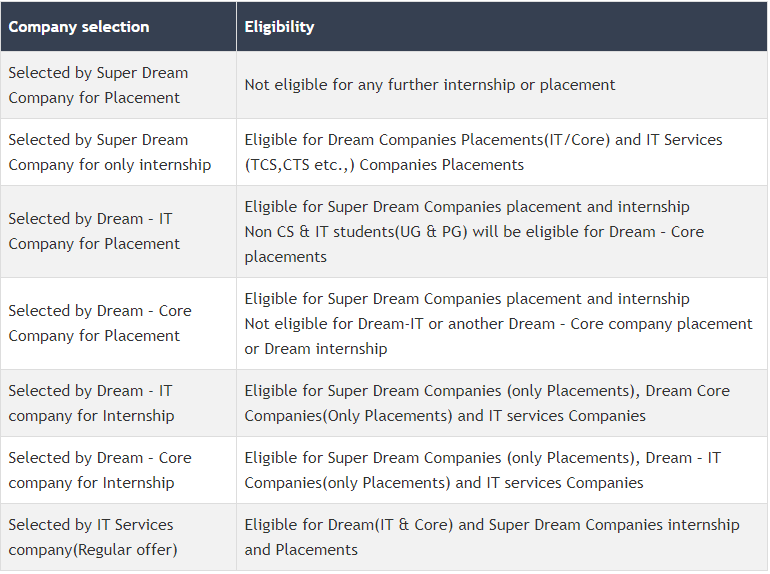 Company selection
Eligibility
Selected by Super Dream
Company for Placement
Not eligible for any further internship or placement
Selected by Super Dream
Company for only internship
Eligible for Dream Companies Placements(IT/Core) and IT Services
(TCS,CTS etc.,) Companies Placements
Selected by Dream – IT
Company for Placement
Eligible for Super Dream Companies placement and internship
Non CS & IT students(UG & PG) will be eligible for Dream – Core
placements
Selected by Dream – Core
Company for Placement
Eligible for Super Dream Companies placement and internship
Not eligible for Dream-IT or another Dream – Core company placement
or Dream internship
Selected by Dream - IT
company for Internship
Eligible for Super Dream Companies (only Placements), Dream Core
Companies(Only Placements) and IT services Companies
Selected by Dream – Core
company for Internship
Eligible for Super Dream Companies (only Placements), Dream – IT
Companies(only Placements) and IT services Companies
Selected by IT Services
company(Regular offer)
Eligible for Dream(IT & Core) and Super Dream Companies internship
and Placements